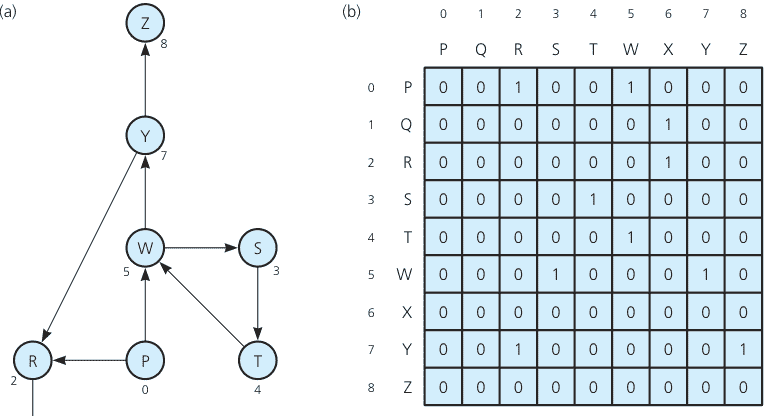 (a)
Z
8
Y
7
W
5
S
3
R
2
P
0
T
4
(b)
0 1 2 3 4 5 6 7 8
P Q R S T W X Y Z
0 P 0 0 1 0 0 1 0 0 0
1 Q 0 0 0 0 0 0 1 0 0
2 R 0 0 0 0 0 0 1 0 0
3 S 0 0 0 0 1 0 0 0 0
4 T 0 0 0 0 0 1 0 0 0
5 W 0 0 0 1 0 0 0 1 0
6 X 0 0 0 0 0 0 0 0 0
7 Y 0 0 1 0 0 0 0 0 1
8 Z 0 0 0 0 0 0 0 0 0